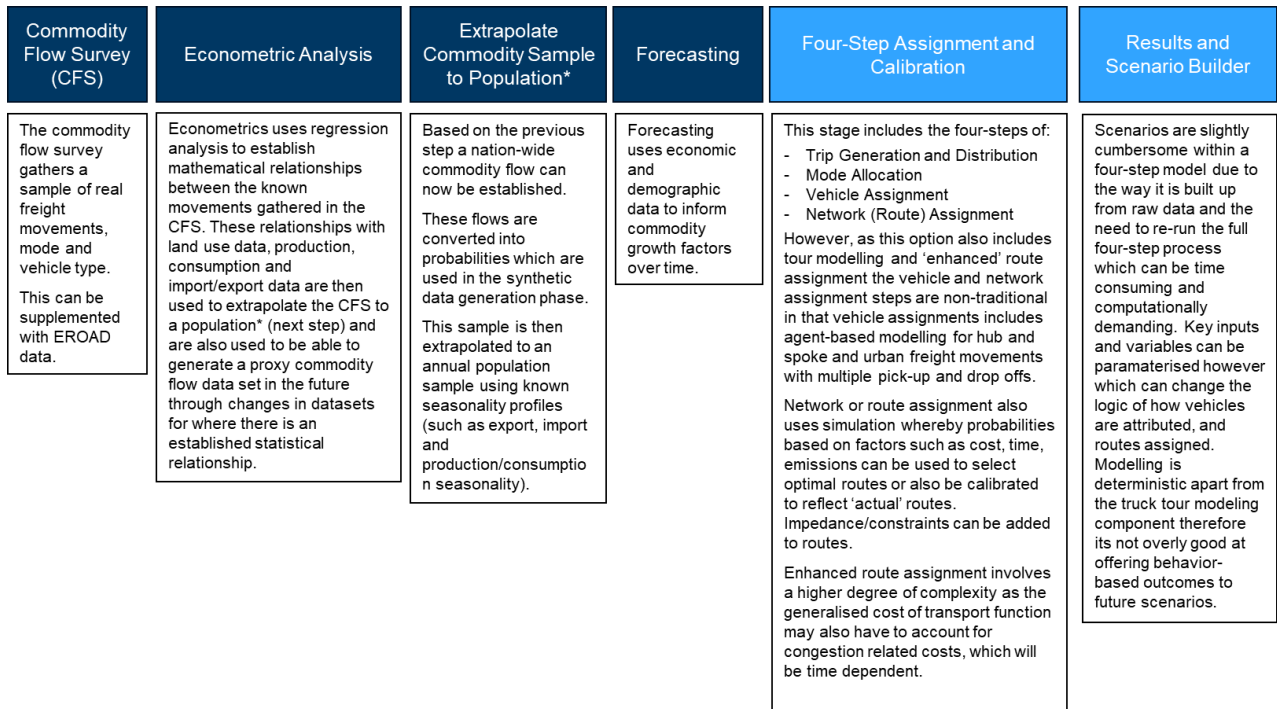 Commodity
Flow Survey
(CFS)
The commodity
flow survey
gathers a
sample of real
freight
movements,
mode and
vehicle type.
This can be
supplemented
with EROAD
data.
Econometric Analysis
Econometrics uses regression
analysis to establish
mathematical relationships
between the known
movements gathered in the
CFS. These relationships with
land use data, production,
consumption and
import/export data are then
used to extrapolate the CFS to
a population* (next step) and
are also used to be able to
generate a proxy commodity
flow data set in the future
through changes in datasets
for where there is an
established statistical
relationship.
Extrapolate
Commodity Sample
to Population*
Based on the previous
step a nation-wide
commodity flow can
now be established.
These flows are
converted into
probabilities which are
used in the synthetic
data generation phase.
This sample is then
extrapolated to an
annual population
sample using known
seasonality profiles
(such as export, import
and
production/consumptio
n seasonality).
Forecasting
Forecasting
uses economic
and
demographic
data to inform
commodity
growth factors
over time.
Four-Step Assignment and
Calibration
This stage includes the four-steps of:
- Trip Generation and Distribution
- Mode Allocation
- Vehicle Assignment
- Network (Route) Assignment
However, as this option also includes
tour modelling and ‘enhanced’ route
assignment the vehicle and network
assignment steps are non-traditional
in that vehicle assignments includes
agent-based modelling for hub and
spoke and urban freight movements
with multiple pick-up and drop offs.
Network or route assignment also
uses simulation whereby probabilities
based on factors such as cost, time,
emissions can be used to select
optimal routes or also be calibrated
to reflect ‘actual’ routes.
Impedance/constraints can be added
to routes.
Enhanced route assignment involves
a higher degree of complexity as the
generalised cost of transport function
may also have to account for
congestion related costs, which will
be time dependent.
Results and
Scenario Builder
Scenarios are slightly
cumbersome within a
four-step model due to
the way it is built up
from raw data and the
need to re-run the full
four-step process
which can be time
consuming and
computationally
demanding. Key inputs
and variables can be
paramaterised however
which can change the
logic of how vehicles
are attributed, and
routes assigned.
Modelling is
deterministic apart from
the truck tour modeling
component therefore
its not overly good at
offering behavior-
based outcomes to
future scenarios.